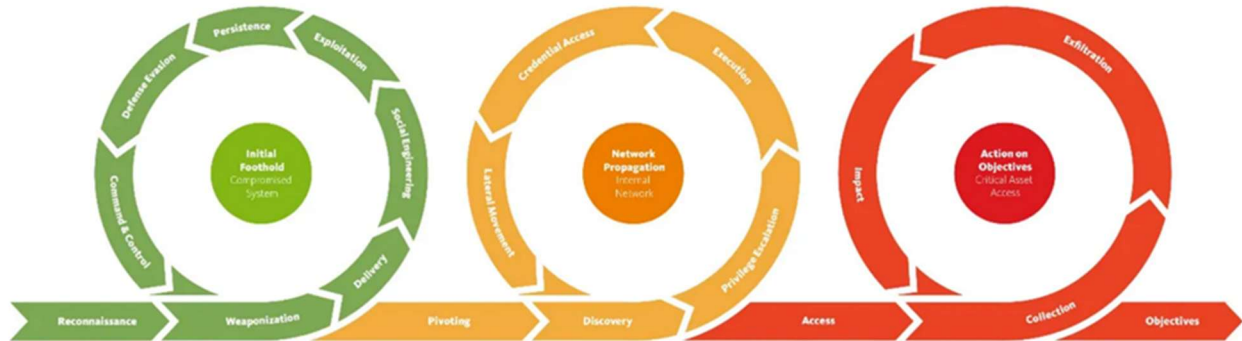 Reconnaissance
Weaponization
Delivery
Social Engineering
Exploitation
Persistence
Defense Evasion
Command & Control
Initial
Foothold
Compromised
System
Pivoting
Discovery
Privilege Escalation
Execution
Credential Access
Lateral Movement
Network
Propagation
Internal
Network
Access
Collection
Exfiltration
Impact
Action on
Objectives
Critical Asset
Access
Objectives